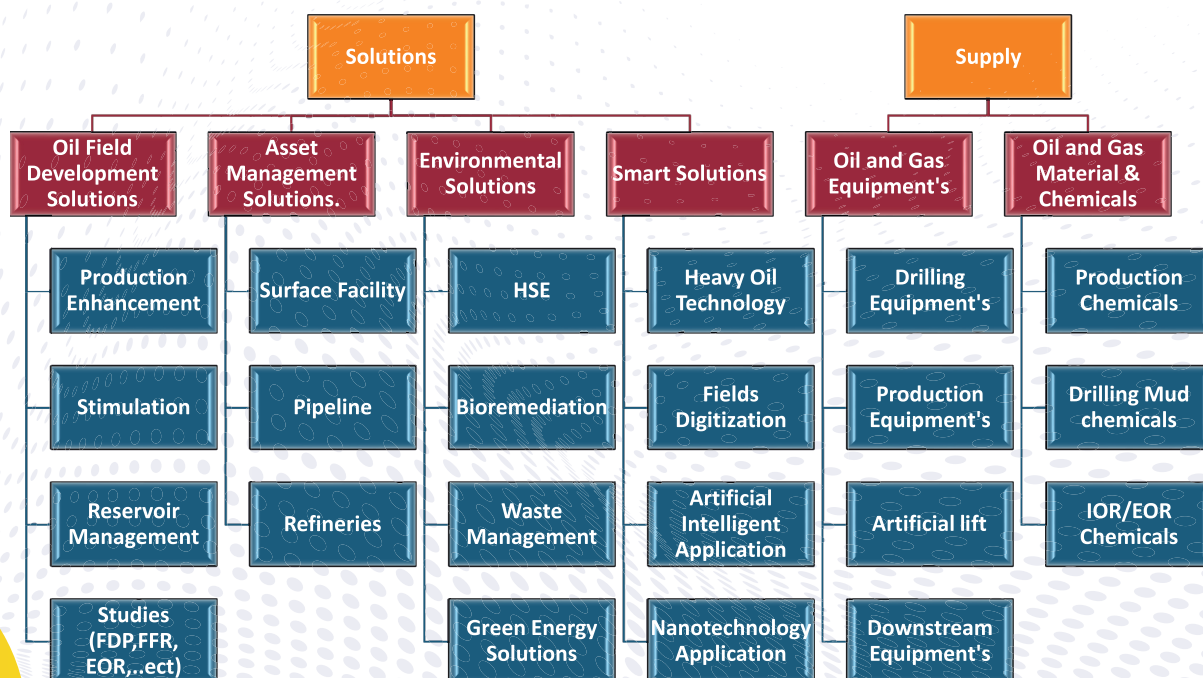 Solutions
Supply
Oil Field
Development
Solutions
Asset
Management
Solutions.
Environmental
Solutions
Smart Solutions
Oil and Gas
Equipment's
Oil and Gas
Material &
Chemicals
Production
Enhancement
Surface Facility
HSE
Heavy Oil
Technology
Drilling
Equipment's
Production
Chemicals
Stimulation
Pipeline
Bioremediation
Fields
Digitization
Production
Equipment's
Drilling Mud
chemicals
Reservoir
Management
Refineries
Waste
Management
Artificial
Intelligent
Application
Artificial lift
IOR/EOR
Chemicals
Studies
(FDP,FFR,
EOR,..ect)
Green Energy
Solutions
Nanotechnology
Application
Downstream
Equipment's